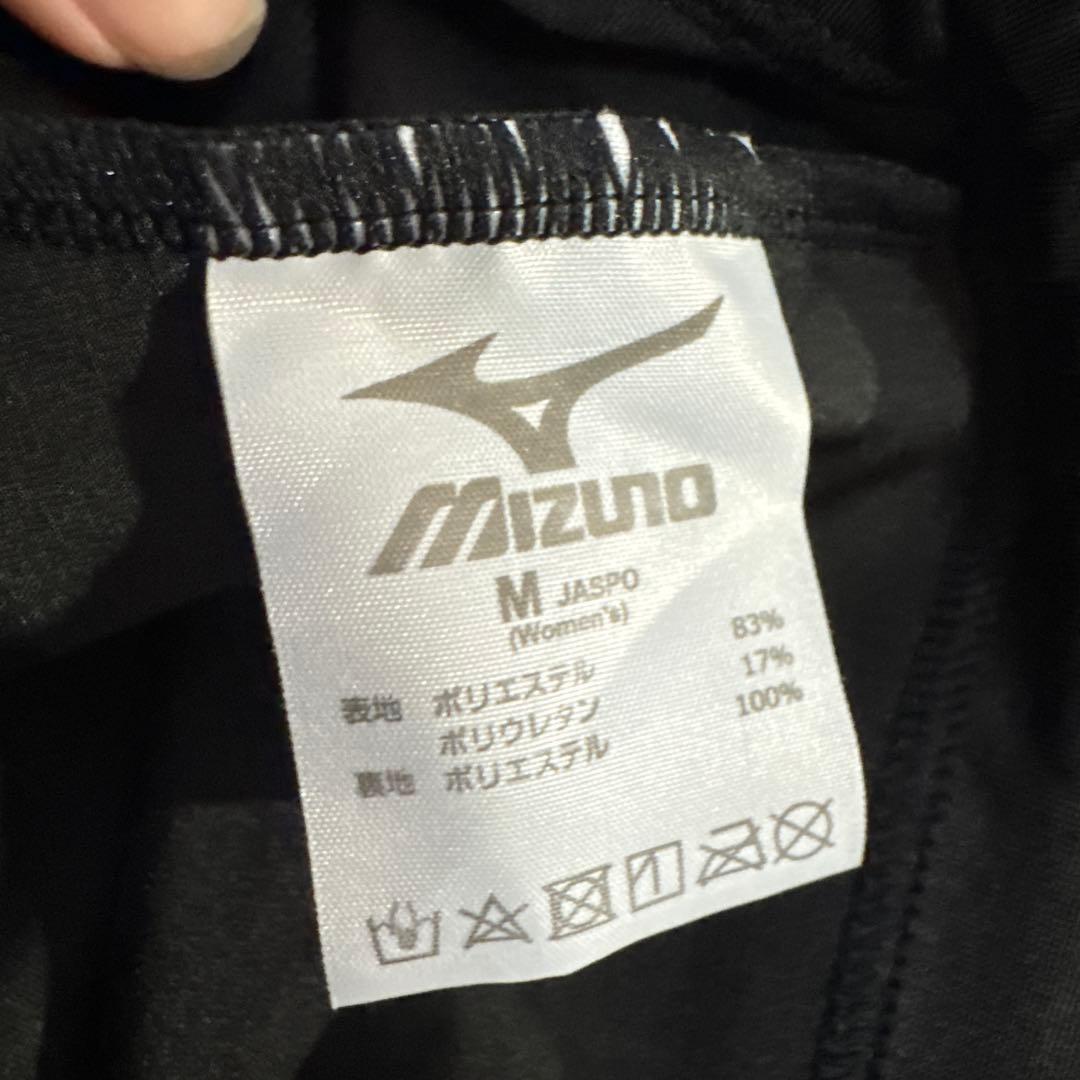 MIZUNO
M JASPO
(Women's)
表地 ポリエステル 83%
ポリウレタン 17%
裏地 ポリエステル 100%